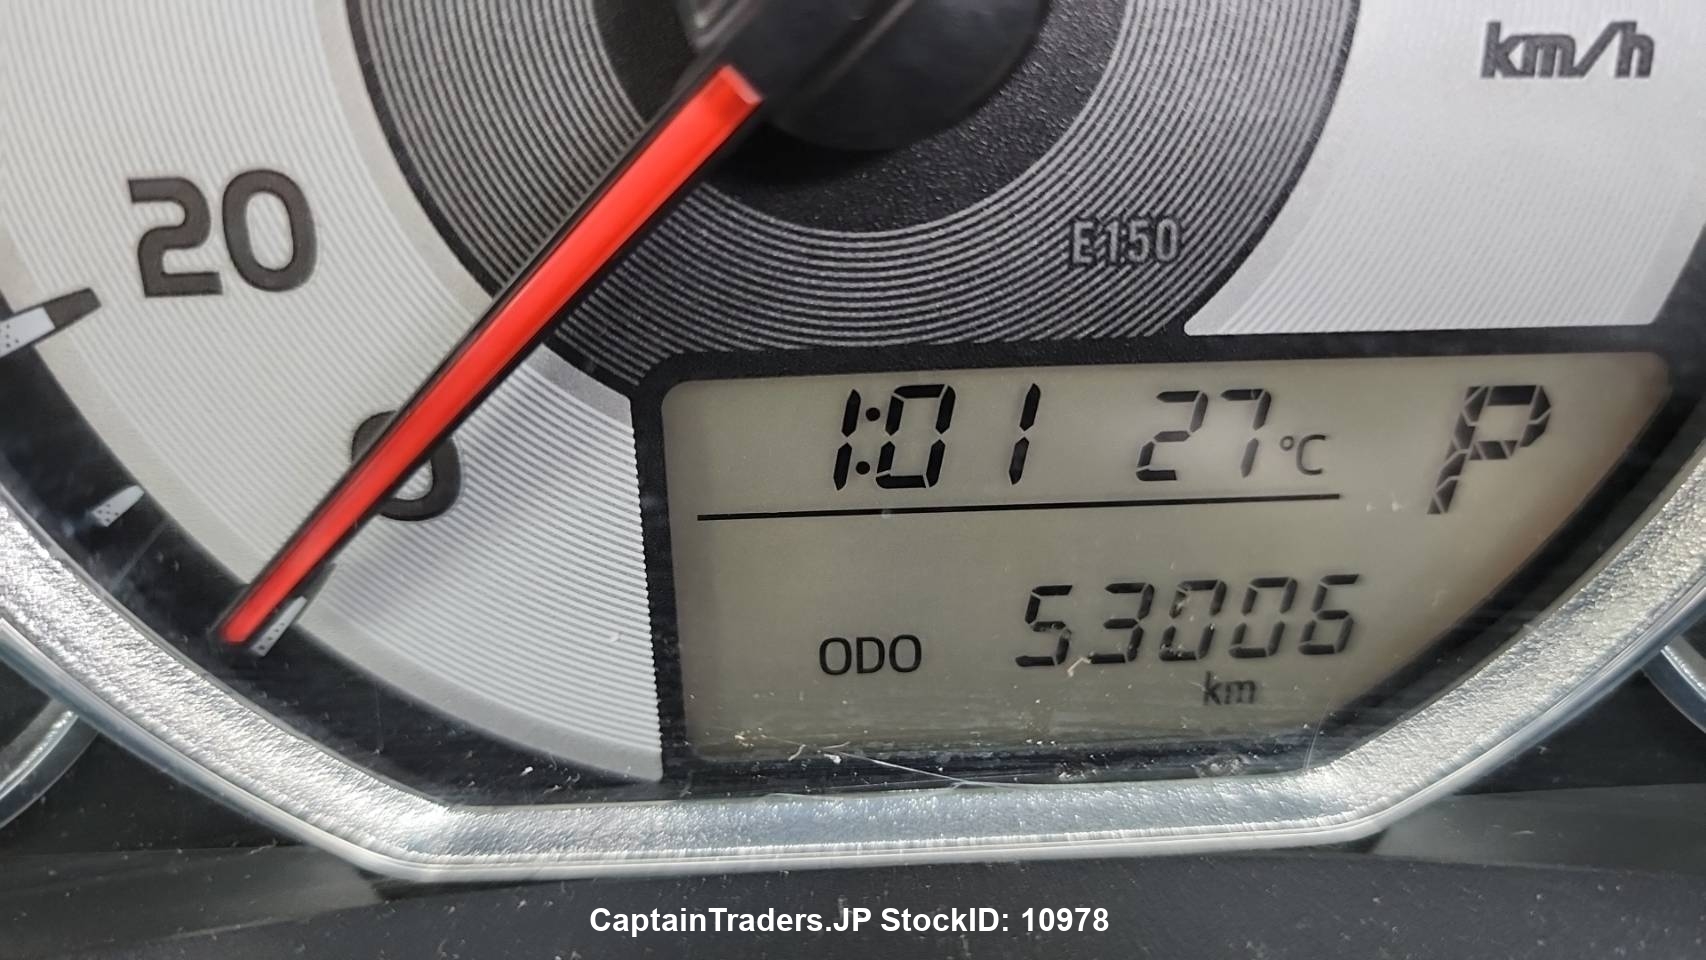 km/h
20
E150
0
1:01 27°C P
ODO 53006
km
CaptainTraders.JP StockID: 10978